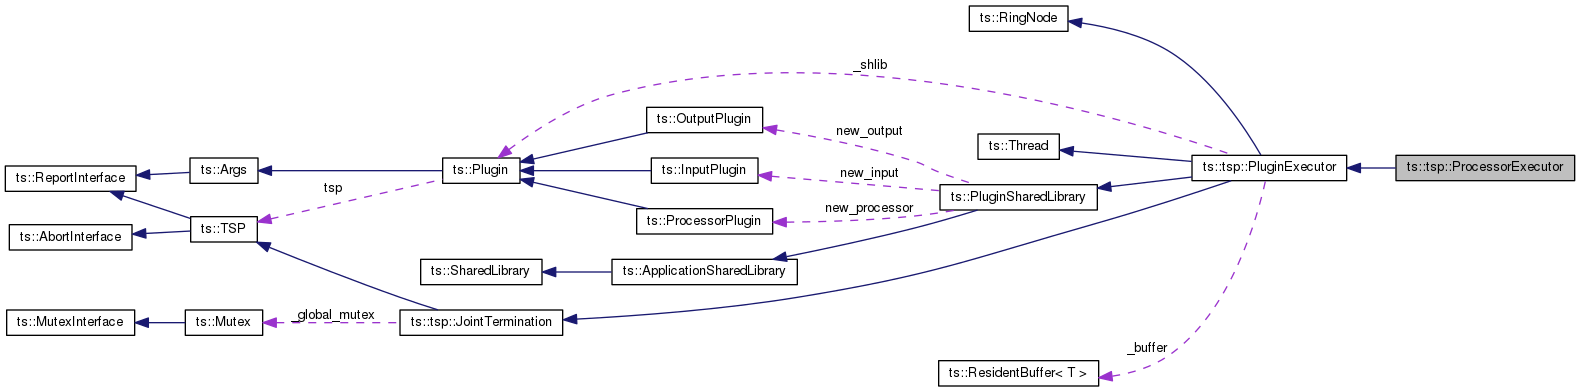 ts::RingNode
_shlib
ts::OutputPlugin
new_output
ts::Thread
ts::ReportInterface
ts::Args
ts::Plugin
ts::InputPlugin
new_input
ts::tsp::PluginExecutor
ts::tsp::ProcessorExecutor
tsp
ts::PluginSharedLibrary
new_processor
ts::ProcessorPlugin
ts::AbortInterface
ts::TSP
ts::SharedLibrary
ts::ApplicationSharedLibrary
ts::MutexInterface
ts::Mutex
_global_mutex
ts::tsp::JointTermination
_buffer
ts::ResidentBuffer< T >